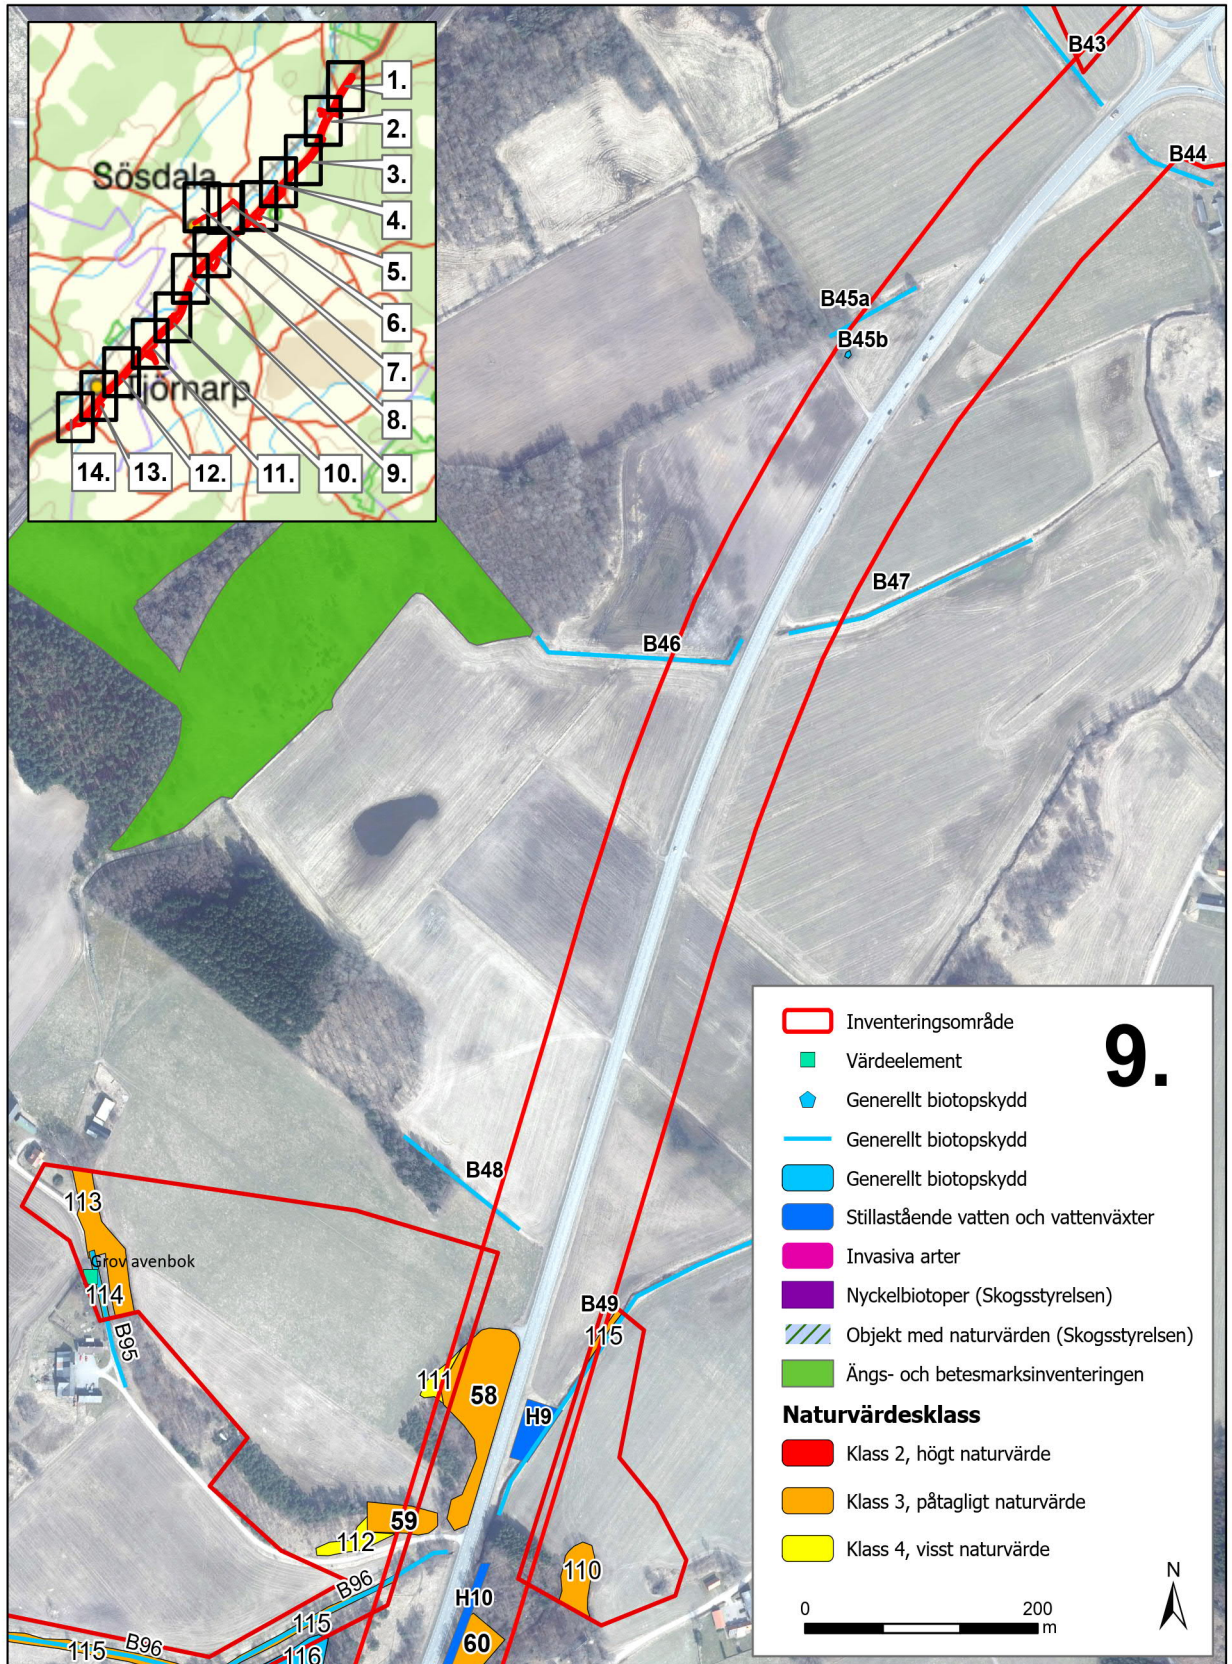 1.
2.
Sösdala
3.
4.
5.
6.
7.
Tjörnarp
8.
14.
13.
12.
11.
10.
9.
B43
B44
B45a
B45b
B47
B46
B48
113
Grov avenbok
114
B95
B49
115
111
58
H9
59
112
110
B96
H10
115
B96
60
115
116
9.
Inventeringsområde
Värdeelement
Generellt biotopskydd
Generellt biotopskydd
Generellt biotopskydd
Stillastående vatten och vattenväxter
Invasiva arter
Nyckelbiotoper (Skogsstyrelsen)
Objekt med naturvärden (Skogsstyrelsen)
Ängs- och betesmarksinventeringen
Naturvärdesklass
Klass 2, högt naturvärde
Klass 3, påtagligt naturvärde
Klass 4, visst naturvärde
N
0 200
m